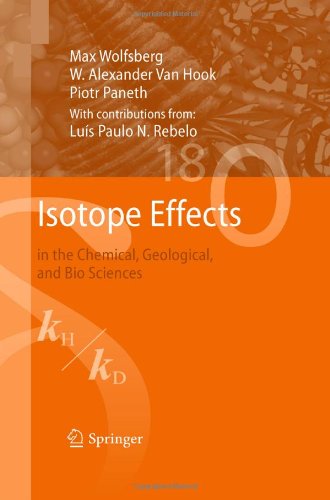 Max Wolfsberg
W. Alexander Van Hook
Piotr Paneth
With contributions from:
Luís Paulo N. Rebelo
18O
Isotope Effects
in the Chemical, Geological,
and Bio Sciences
kH/kD
Springer